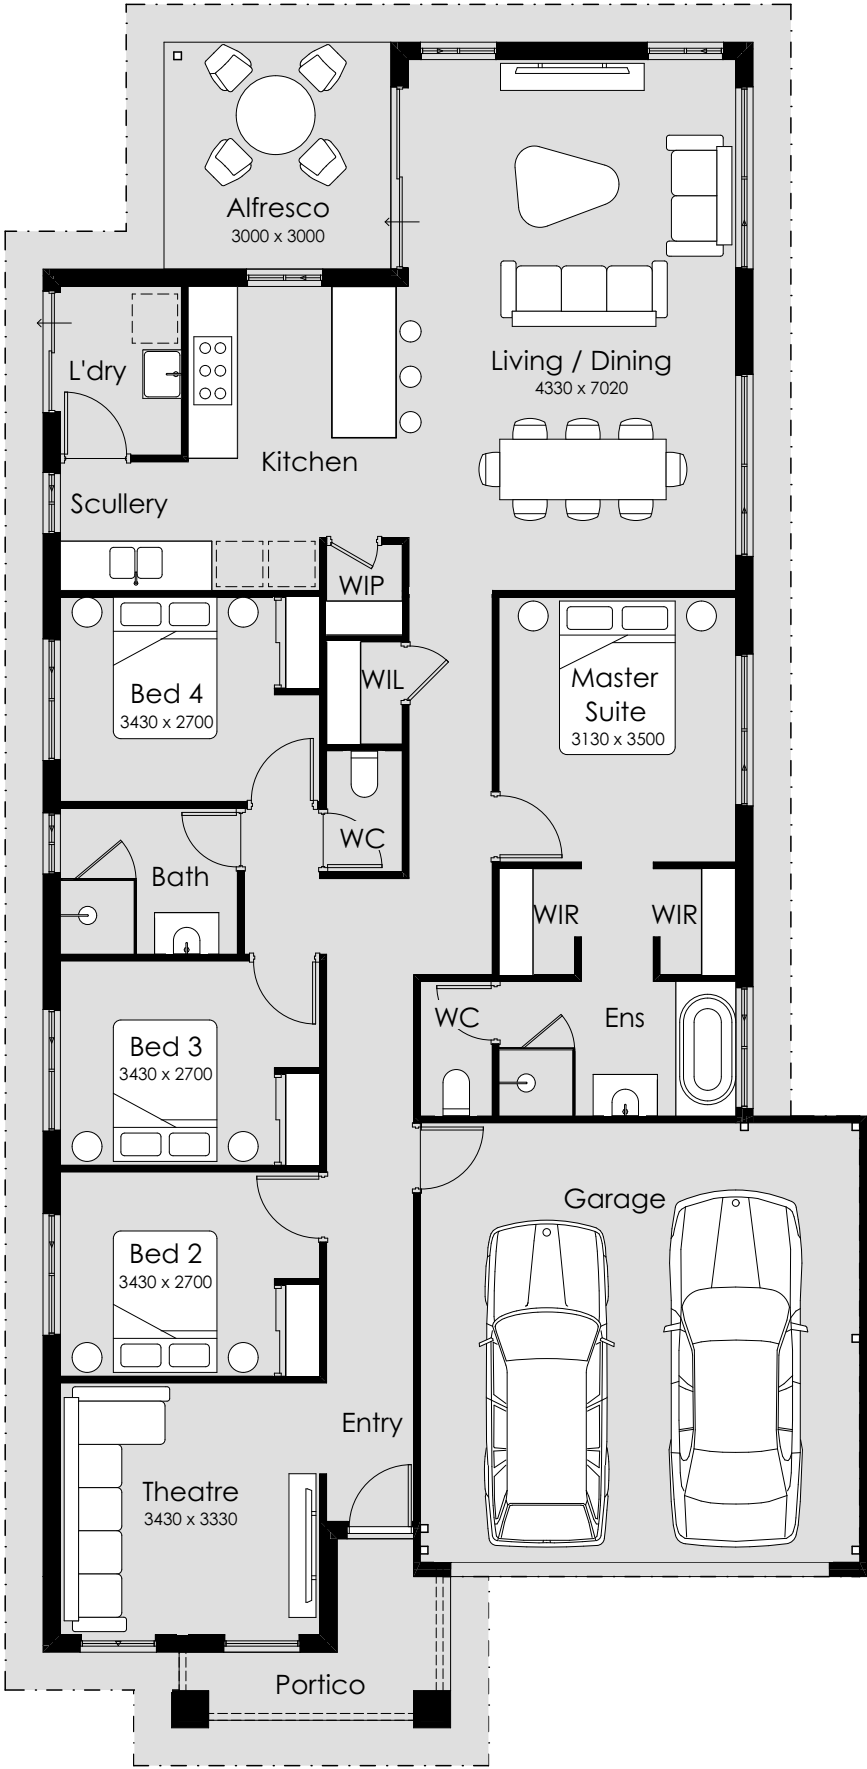 Alfresco
3000 x 3000
Living / Dining
4330 x 7020
L'dry
Kitchen
Scullery
WIP
WIL
Bed 4
3430 x 2700
Master
Suite
3130 x 3500
WC
Bath
WIR
WIR
WC
Ens
Bed 3
3430 x 2700
Garage
Bed 2
3430 x 2700
Entry
Theatre
3430 x 3330
Portico